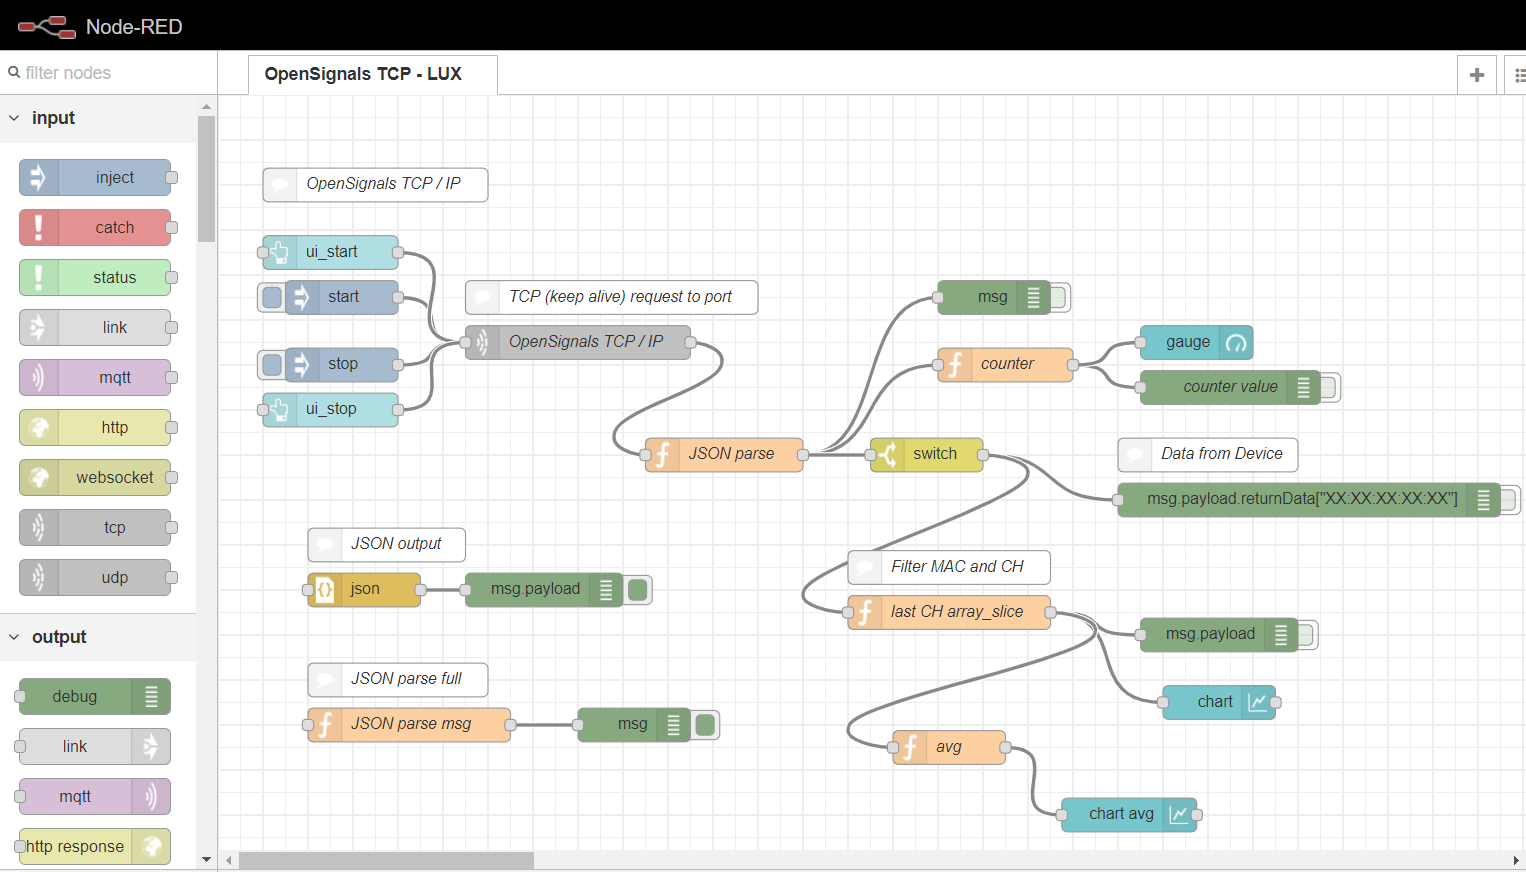 Node-RED
filter nodes
OpenSignals TCP - LUX
input
inject
catch
status
link
mqtt
http
websocket
tcp
udp
output
debug
link
mqtt
http response
OpenSignals TCP / IP
ui_start
start
TCP (keep alive) request to port
OpenSignals TCP / IP
stop
ui_stop
msg
counter
gauge
counter value
JSON parse
switch
Data from Device
msg.payload.returnData["XX:XX:XX:XX:XX"]
JSON output
json
msg.payload
Filter MAC and CH
last CH array_slice
msg.payload
chart
JSON parse full
JSON parse msg
msg
avg
chart avg